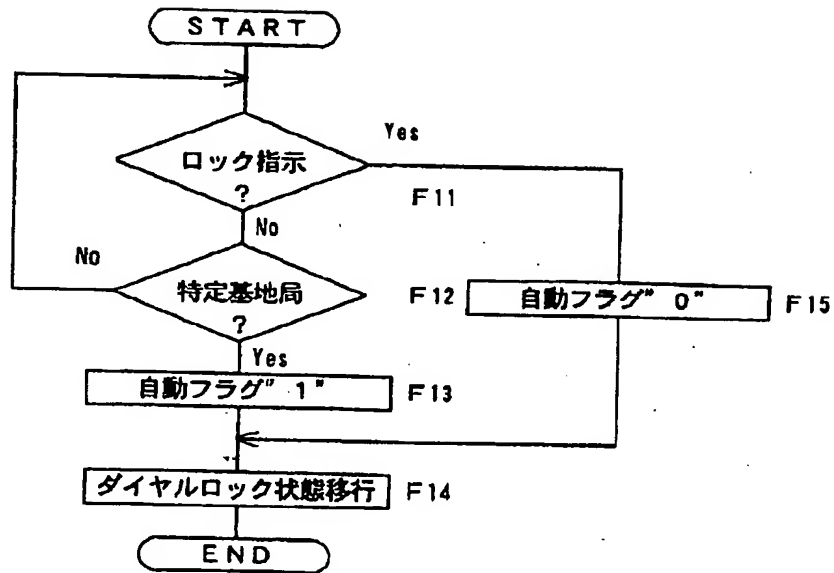 START
Yes
ロック指示
?
F11
No
No
特定基地局
?
F12
自動フラグ"0"
F15
Yes
自動フラグ"1"
F13
ダイヤルロック状態移行
F14
END